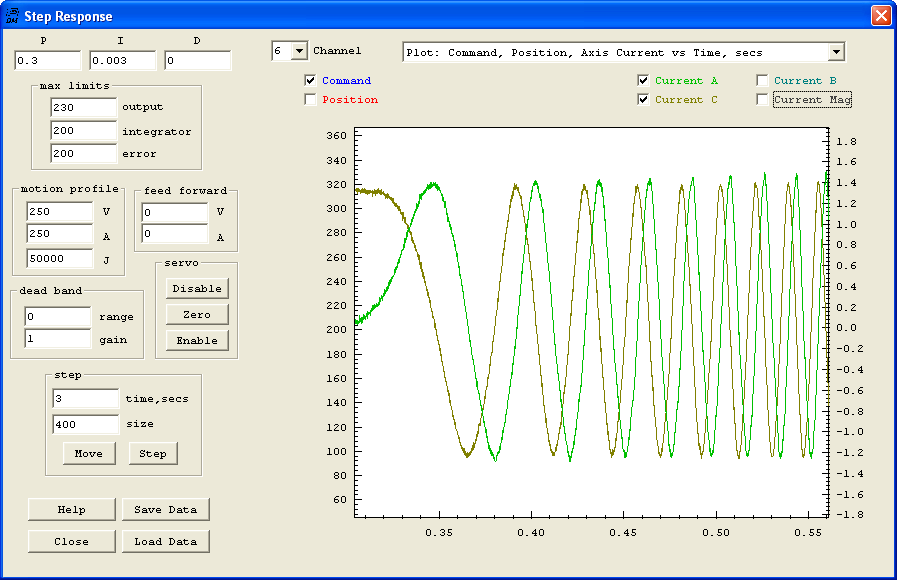 Step Response
P I D
0.3 0.003 0
6 Channel
Plot: Command, Position, Axis Current vs Time, secs
Command
Position
Current A
Current B
Current C
Current Mag
max limits
230 output
200 integrator
200 error
motion profile
250 V
250 A
50000 J
feed forward
0 V
0 A
servo
Disable
Zero
Enable
dead band
0 range
1 gain
step
3 time,secs
400 size
Move Step
Help Save Data
Close Load Data
360
340
320
300
280
260
240
220
200
180
160
140
120
100
80
60
1.8
1.6
1.4
1.2
1.0
0.8
0.6
0.4
0.2
0.0
-0.2
-0.4
-0.6
-0.8
-1.0
-1.2
-1.4
-1.6
-1.8
0.35 0.40 0.45 0.50 0.55